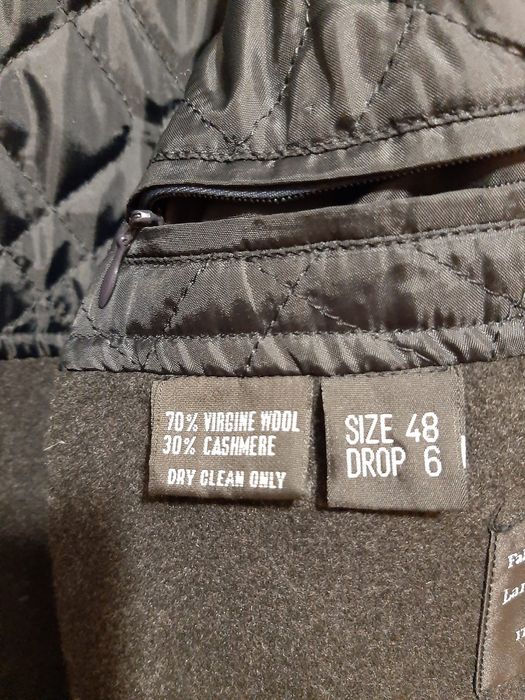 70% VIRGINE WOOL
30% CASHMERE
DRY CLEAN ONLY
SIZE 48
DROP 6